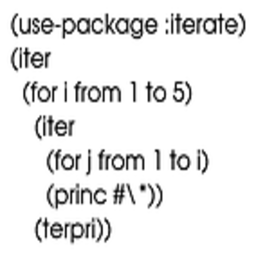 (use-package :iterate)
(iter
(for i from 1 to 5)
(iter
(for j from 1 to i)
(princ #\*))
(terpri))